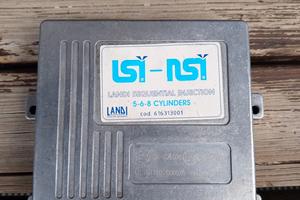 LSi-NSi
LANDI SEQUENTIAL INJECTION
5-6-8 CYLINDERS
LANDI
cod. 616313001